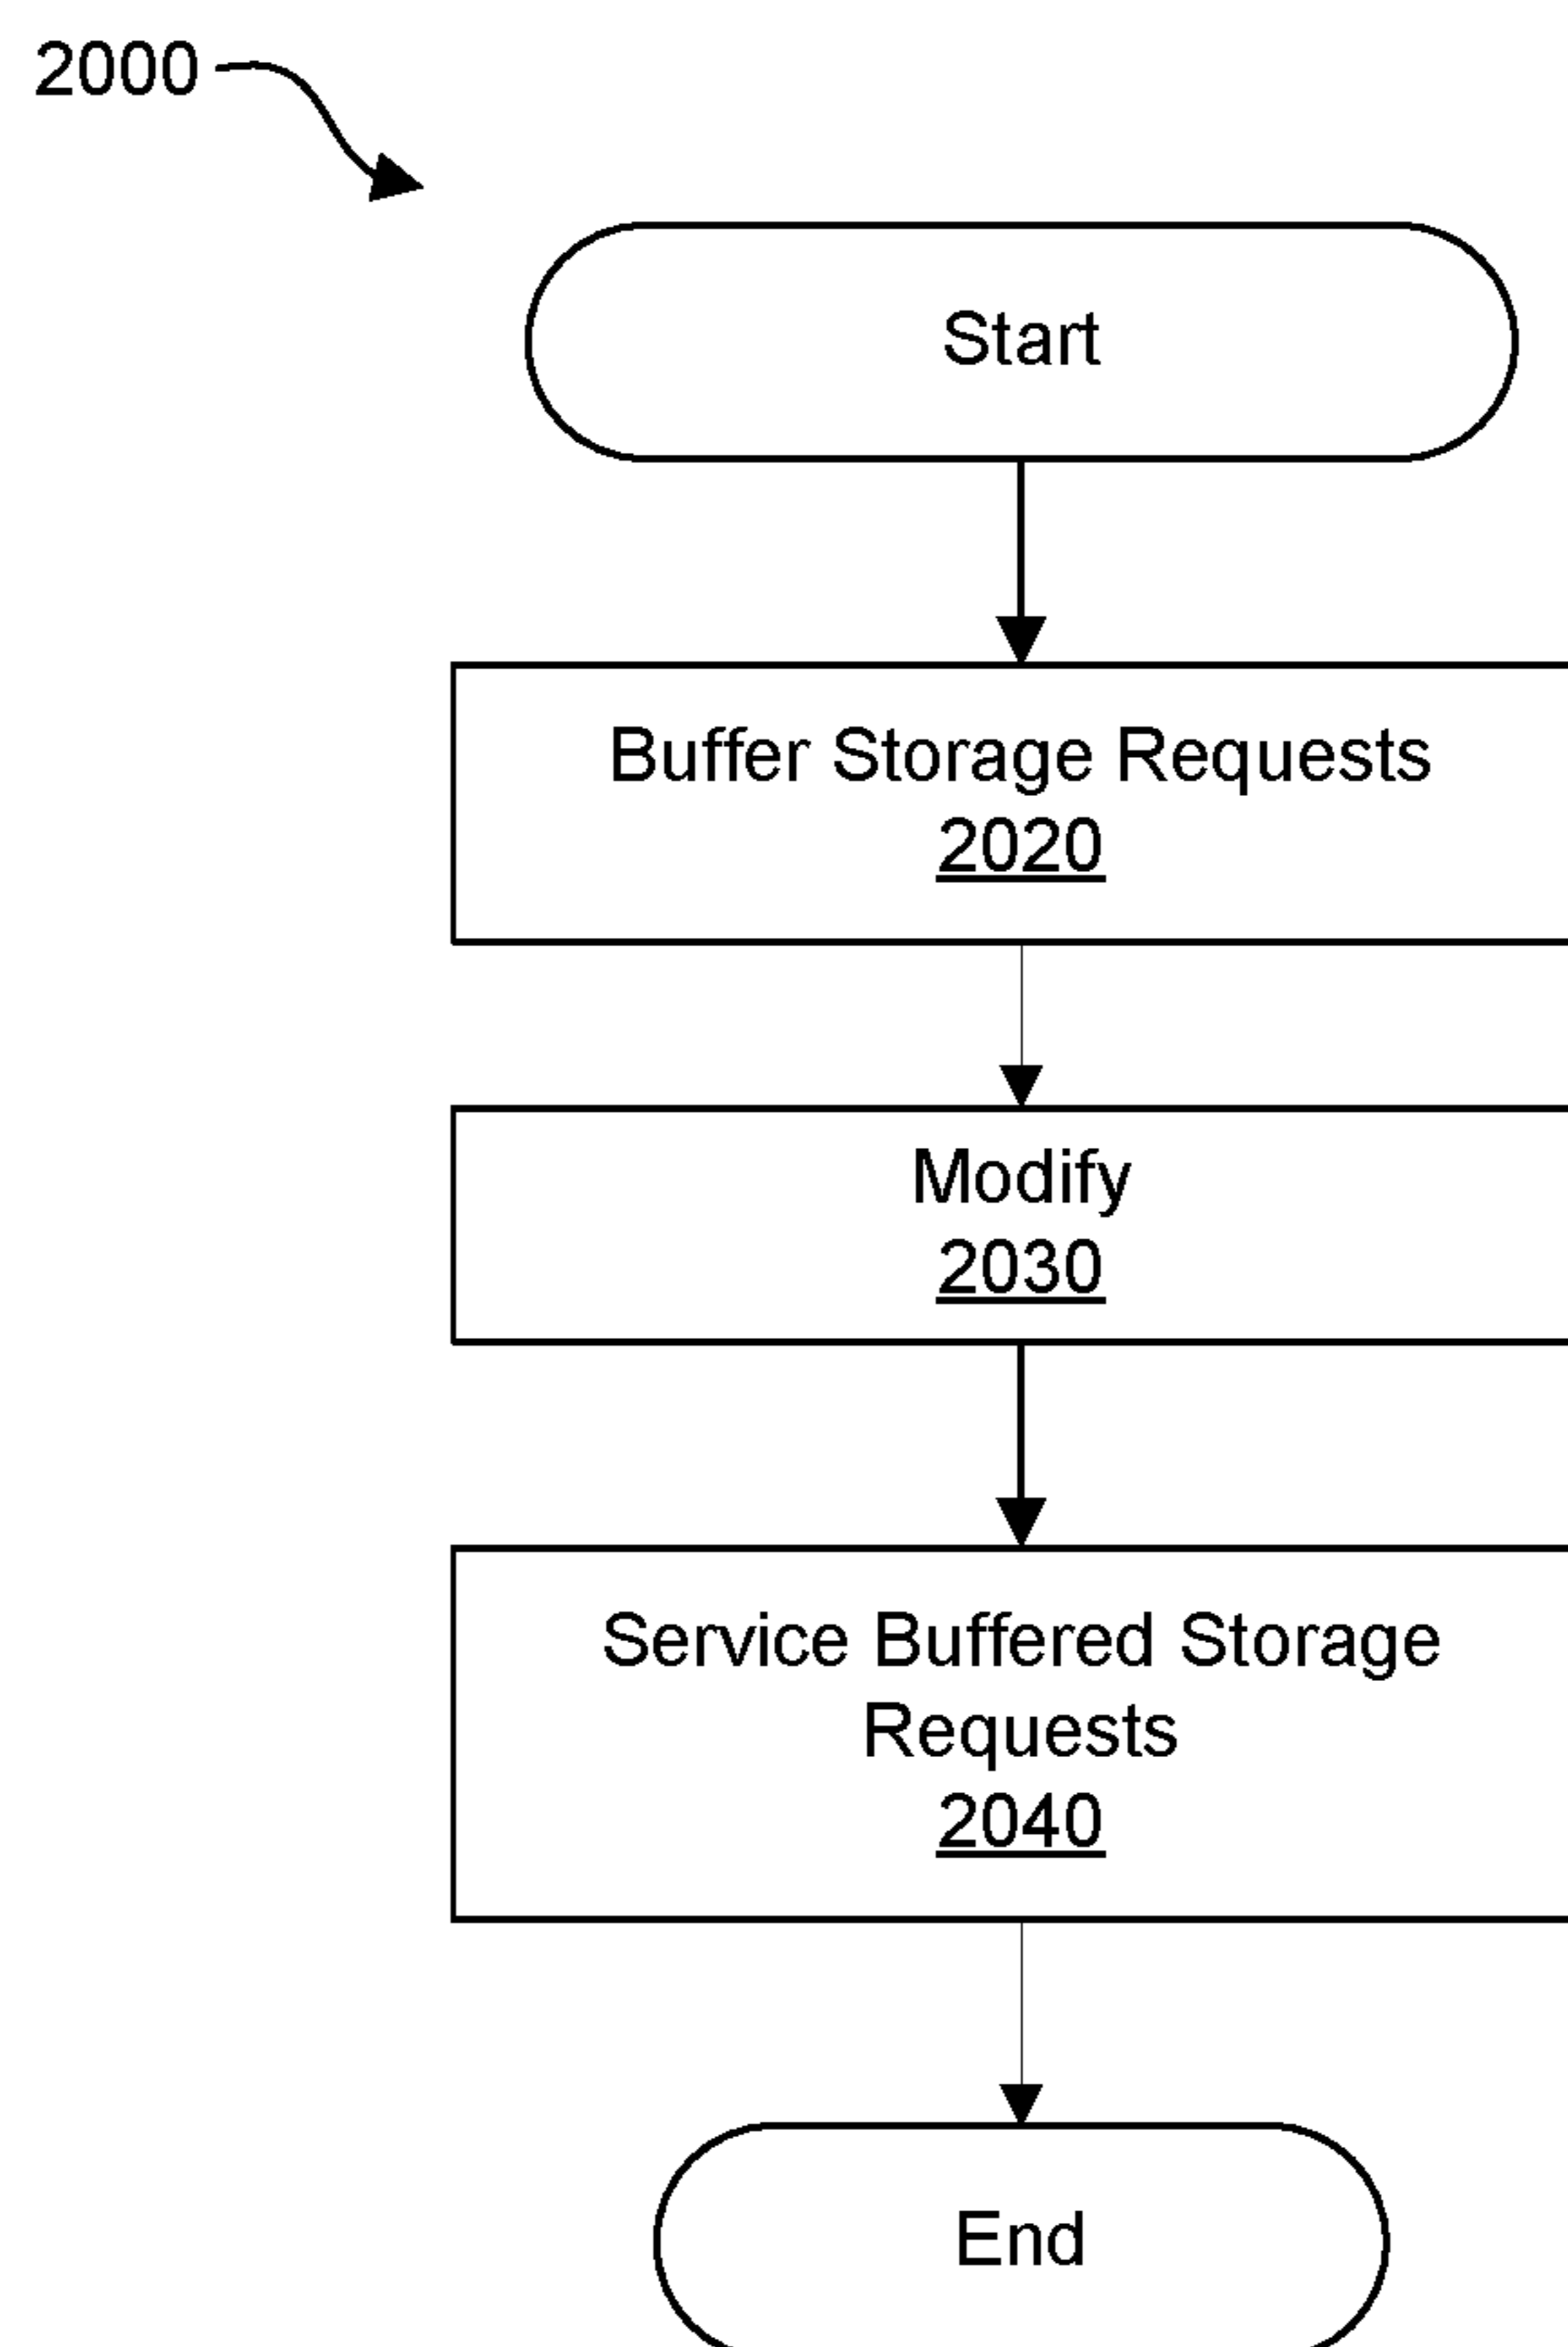 2000
Start
Buffer Storage Requests
2020
Modify
2030
Service Buffered Storage
Requests
2040
End